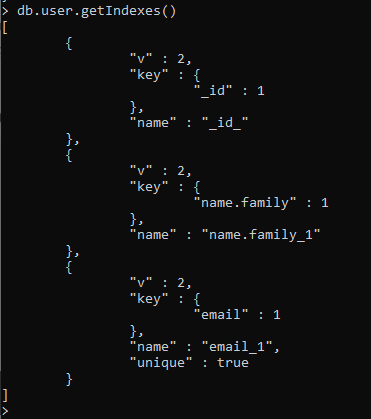 > db.user.getIndexes()
[
        {
                "v" : 2,
                "key" : {
                        "_id" : 1
                },
                "name" : "_id_"
        },
        {
                "v" : 2,
                "key" : {
                        "name.family" : 1
                },
                "name" : "name.family_1"
        },
        {
                "v" : 2,
                "key" : {
                        "email" : 1
                },
                "name" : "email_1",
                "unique" : true
        }
]
>